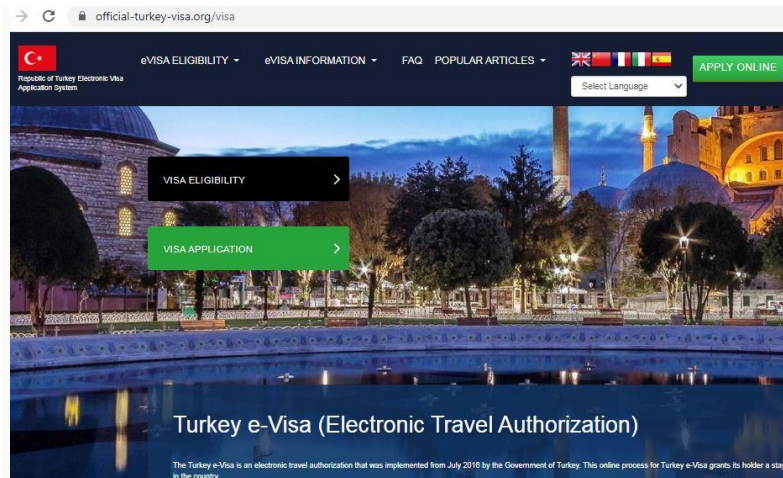 official-turkey-visa.org/visa
eVISA ELIGIBILITY
eVISA INFORMATION
FAQ
POPULAR ARTICLES
APPLY ONLINE
Republic of Turkey Electronic Visa
Application System
Select Language
VISA ELIGIBILITY
VISA APPLICATION
Turkey e-Visa (Electronic Travel Authorization)
The Turkey e-Visa is an electronic travel authorization that was implemented from July 2016 by the Government of Turkey. This online process for Turkey e-Visa grants its holder a stay
in the country